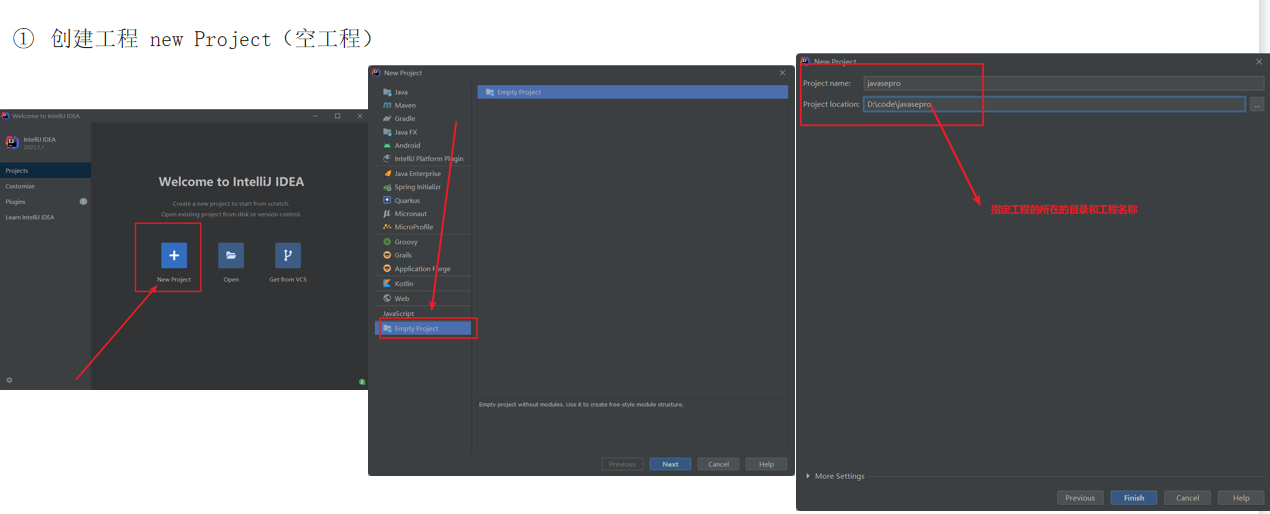 ① 创建工程 new Project（空工程）
Welcome to IntelliJ IDEA
IntelliJ IDEA
2021.1.1
Projects
Customize
Plugins
1
Learn IntelliJ IDEA
Welcome to IntelliJ IDEA
Create a new project to start from scratch.
Open existing project from disk or version control.
New Project
Open
Get from VCS
New Project
Java
Maven
Gradle
Java FX
Android
IntelliJ Platform Plugin
Java Enterprise
Spring Initializr
Quarkus
Micronaut
MicroProfile
Groovy
Grails
Application Forge
Kotlin
Web
JavaScript
Empty Project
Empty Project
Empty project without modules. Use it to create free-style module structure.
Previous
Next
Cancel
Help
New Project
Project name:
javasepro
Project location:
D:\code\javasepro
...
指定工程的所在的目录和工程名称
More Settings
Previous
Finish
Cancel
Help